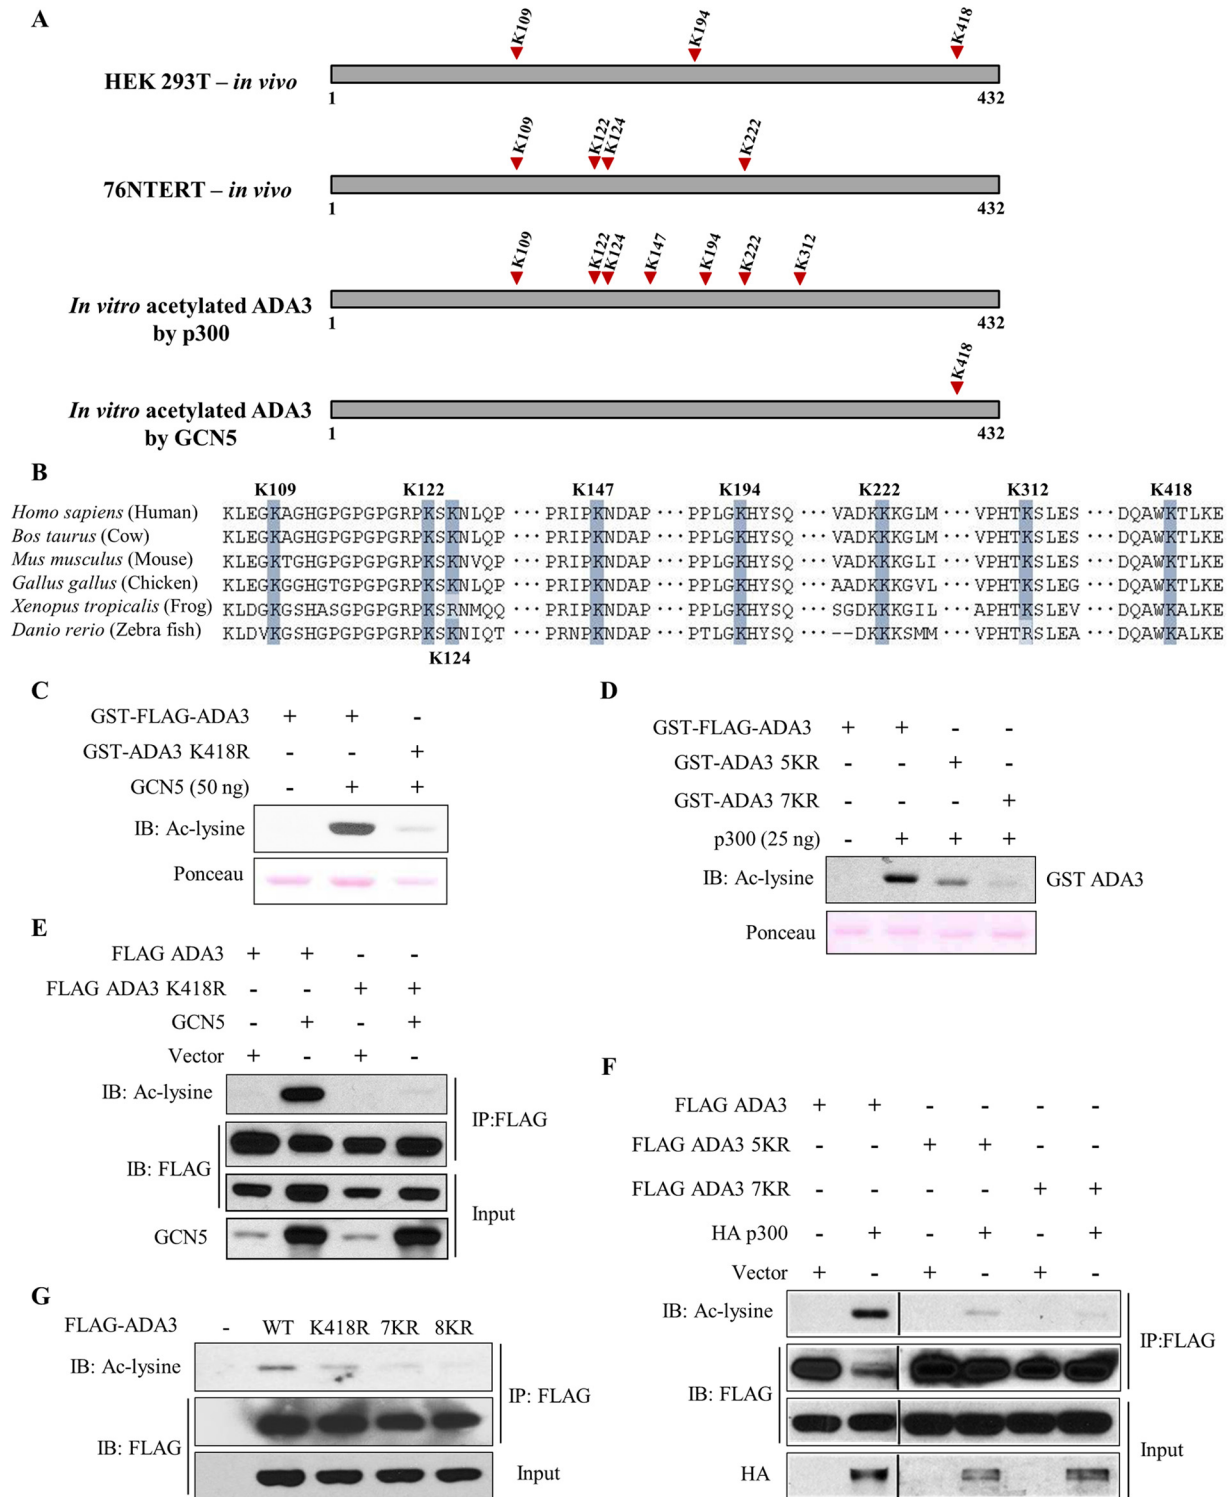 A
K109 K194 K418
HEK 293T – in vivo
1 432
K109 K122 K124 K222
76NTERT – in vivo
1 432
K109 K122 K124 K147 K194 K222 K312
In vitro acetylated ADA3
by p300
1 432
K418
In vitro acetylated ADA3
by GCN5
1 432
B
K109 K122 K147 K194 K222 K312 K418
Homo sapiens (Human) KLEGKAGHGPGPGPGRPKSKNLQP ··· PRIPKNDAP ··· PPLGKHYSQ ··· VADKKKGLM ··· VPHTKSLES ··· DQAWKTLKE
Bos taurus (Cow) KLEGKAGHGPGPGPGRPKSKNLQP ··· PRIPKNDAP ··· PPLGKHYSQ ··· VADKKKGLM ··· VPHTKSLES ··· DQAWKTLKE
Mus musculus (Mouse) KLEGKTGHGPGPGPGRPKSKNVQP ··· PRIPKNDAP ··· PPLGKHYSQ ··· VADKKKGLI ··· VPHTKSLES ··· DQAWKTLKE
Gallus gallus (Chicken) KLEGKGGHGTGPGPGRPKSKNLQP ··· PRIPKNDAP ··· PPLGKHYSQ ··· AADKKKGVL ··· VPHTKSLEG ··· DQAWKTLKE
Xenopus tropicalis (Frog) KLDGKGSHASGPGPGRPKSRNMQQ ··· PRIPKNDAP ··· PPLGKHYSQ ··· SGDKKKGIL ··· APHTKSLEV ··· DQAWKALKE
Danio rerio (Zebra fish) KLDVKGSHGPGPGPGRPKSKNIQT ··· PRNPKNDAP ··· PTLGKHYSQ ··· --DKKKSMM ··· VPHTRSLEA ··· DQAWKALKE
K124
C
GST-FLAG-ADA3 + + -
GST-ADA3 K418R - - +
GCN5 (50 ng) - + +
IB: Ac-lysine
Ponceau
D
GST-FLAG-ADA3 + + - -
GST-ADA3 5KR - - + -
GST-ADA3 7KR - - - +
p300 (25 ng) - + + +
IB: Ac-lysine GST ADA3
Ponceau
E
FLAG ADA3 + + - -
FLAG ADA3 K418R - - + +
GCN5 - + - +
Vector + - + -
IB: Ac-lysine
IP:FLAG
IB: FLAG
Input
GCN5
F
FLAG ADA3 + + - - - -
FLAG ADA3 5KR - - + + - -
FLAG ADA3 7KR - - - - + +
HA p300 - + - + - +
Vector + - + - + -
IB: Ac-lysine
IP:FLAG
IB: FLAG
Input
HA
G
FLAG-ADA3 - WT K418R 7KR 8KR
IB: Ac-lysine
IP: FLAG
IB: FLAG
Input